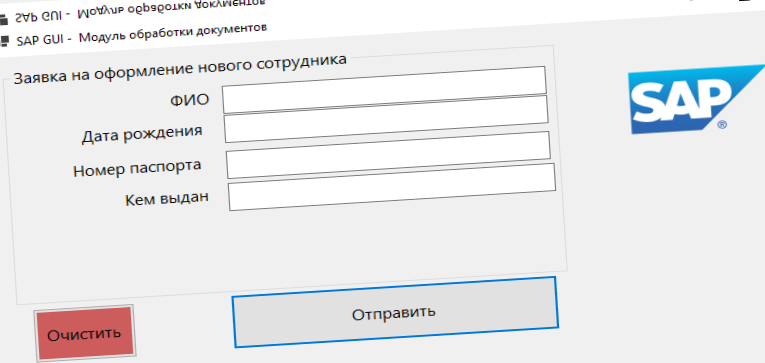 SAP GUI - Модуль обработки документов
SAP GUI - Модуль обработки документов
Заявка на оформление нового сотрудника
ФИО
Дата рождения
Номер паспорта
Кем выдан
Очистить
Отправить
SAP ®